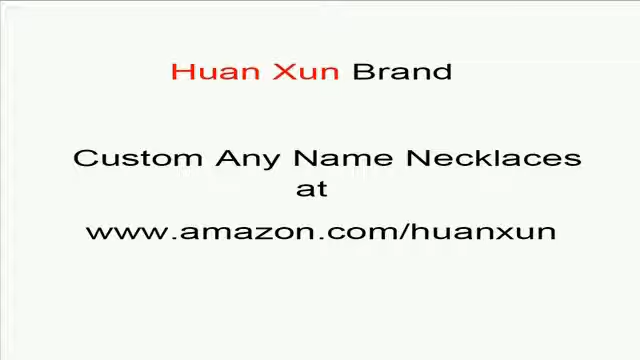 Huan Xun Brand
Custom Any Name Necklaces
at
www.amazon.com/huanxun